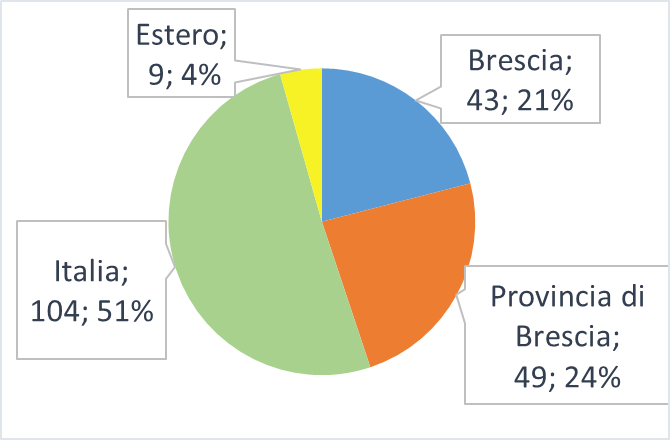 Estero;
9; 4%
Brescia;
43; 21%
Italia;
104; 51%
Provincia di
Brescia;
49; 24%